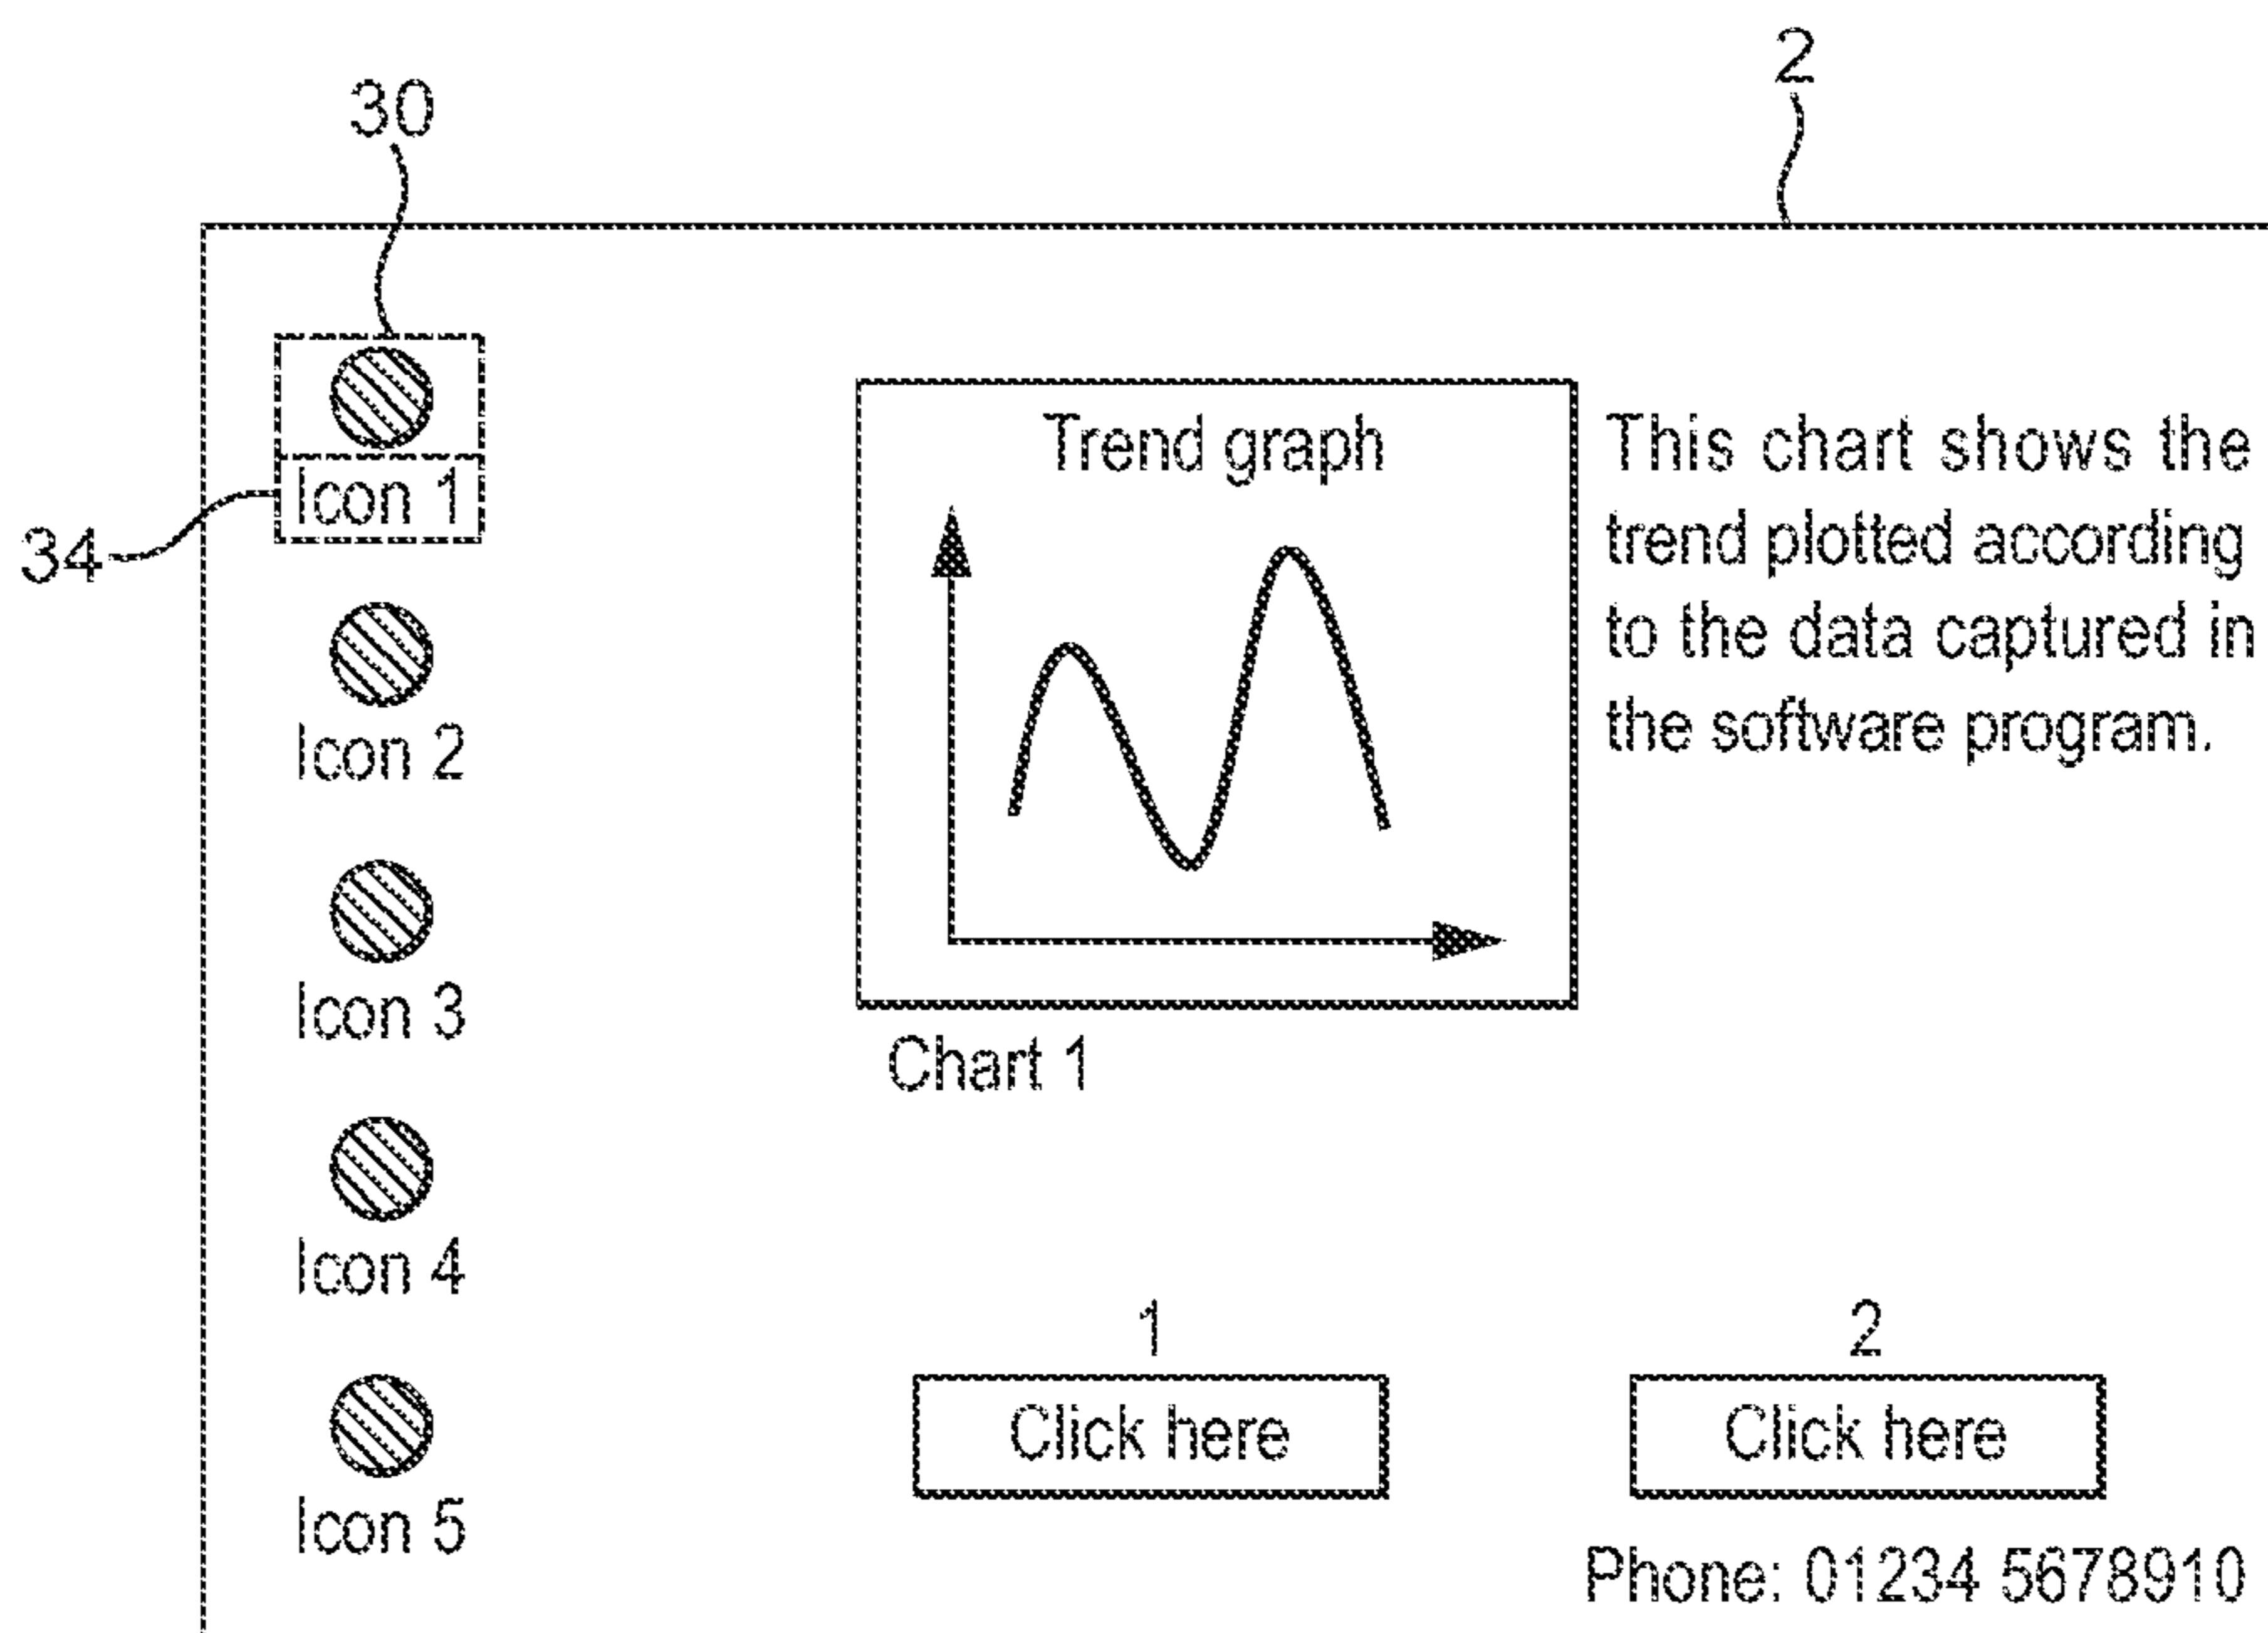 2
30
Icon 1
34
Icon 2
Icon 3
Icon 4
Icon 5
Trend graph
Chart 1
This chart shows the
trend plotted according
to the data captured in
the software program.
1
Click here
2
Click here
Phone: 01234 5678910